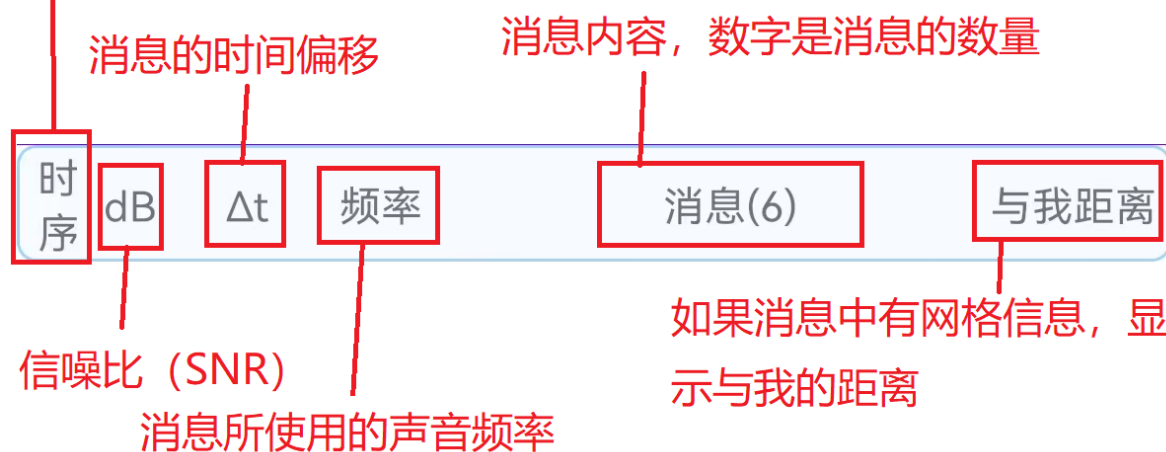 消息的时间偏移
消息内容，数字是消息的数量
时序
dB
Δt
频率
消息(6)
与我距离
信噪比（SNR）
消息所使用的声音频率
如果消息中有网格信息，显
示与我的距离